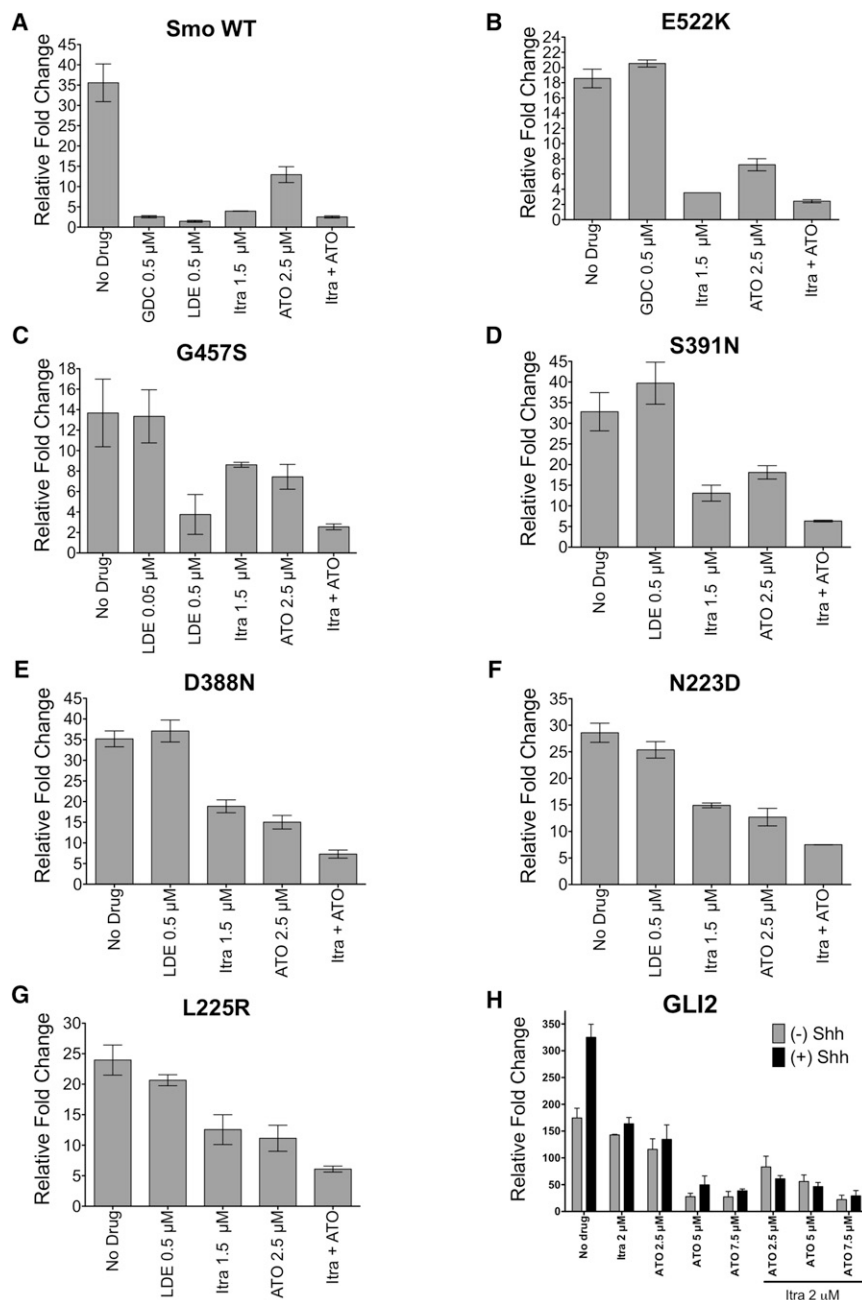 A
Smo WT
Relative Fold Change
40
35
30
25
20
15
10
5
0
No Drug
GDC 0.5 µM
LDE 0.5 µM
Itra 1.5 µM
ATO 2.5 µM
Itra + ATO
B
E522K
Relative Fold Change
24
22
20
18
16
14
12
10
8
6
4
2
0
No Drug
GDC 0.5 µM
Itra 1.5 µM
ATO 2.5 µM
Itra + ATO
C
G457S
Relative Fold Change
18
16
14
12
10
8
6
4
2
0
No Drug
LDE 0.05 µM
LDE 0.5 µM
Itra 1.5 µM
ATO 2.5 µM
Itra + ATO
D
S391N
Relative Fold Change
45
40
35
30
25
20
15
10
5
0
No Drug
LDE 0.5 µM
Itra 1.5 µM
ATO 2.5 µM
Itra + ATO
E
D388N
Relative Fold Change
45
40
35
30
25
20
15
10
5
0
No Drug
LDE 0.5 µM
Itra 1.5 µM
ATO 2.5 µM
Itra + ATO
F
N223D
Relative Fold Change
35
30
25
20
15
10
5
0
No Drug
LDE 0.5 µM
Itra 1.5 µM
ATO 2.5 µM
Itra + ATO
G
L225R
Relative Fold Change
30
25
20
15
10
5
0
No Drug
LDE 0.5 µM
Itra 1.5 µM
ATO 2.5 µM
Itra + ATO
H
GLI2
(-) Shh
(+) Shh
Relative Fold Change
350
300
250
200
150
100
50
0
No drug
Itra 2 µM
ATO 2.5 µM
ATO 5 µM
ATO 7.5 µM
ATO 2.5 µM
ATO 5 µM
ATO 7.5 µM
Itra 2 uM